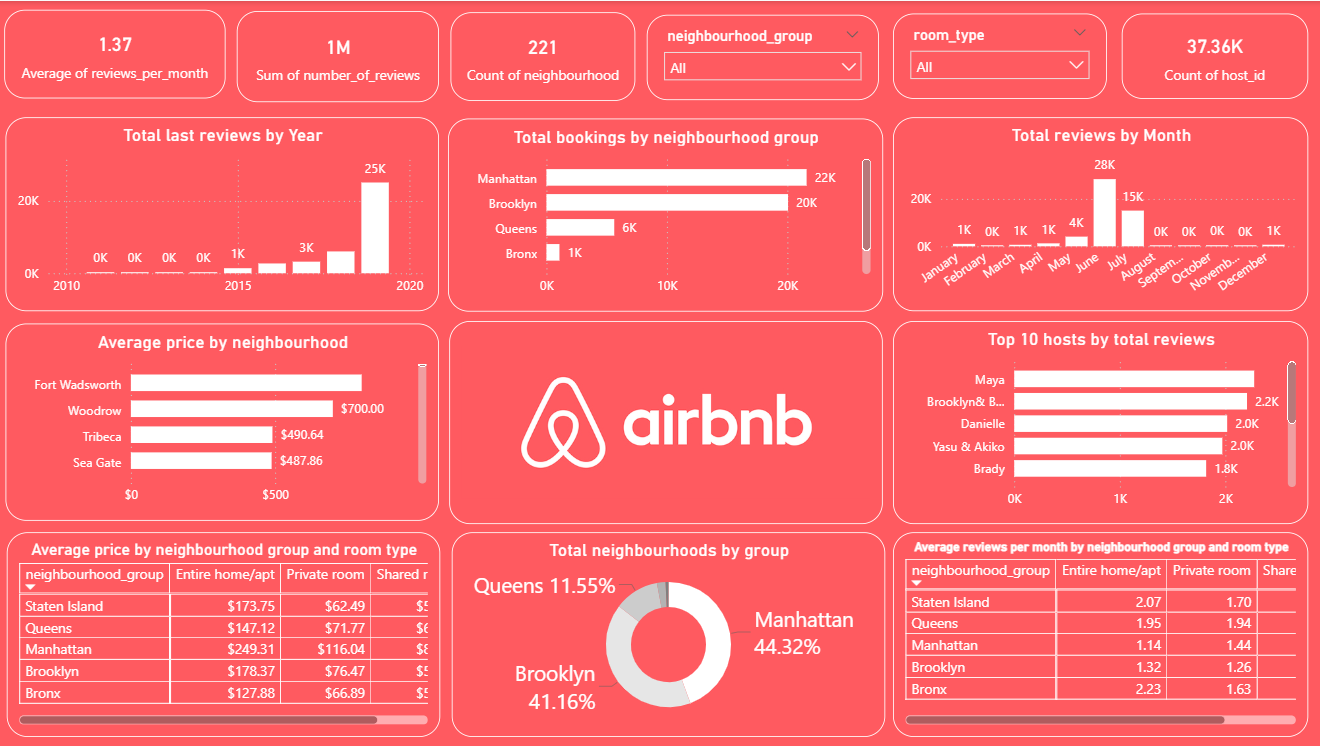 1.37
Average of reviews_per_month
1M
Sum of number_of_reviews
221
Count of neighbourhood
neighbourhood_group
All
room_type
All
37.36K
Count of host_id
Total last reviews by Year
20K
0K
0K
0K
0K
0K
1K
3K
25K
2010
2015
2020
Total bookings by neighbourhood group
Manhattan
22K
Brooklyn
20K
Queens
6K
Bronx
1K
0K
10K
20K
Total reviews by Month
20K
0K
1K
0K
1K
1K
4K
28K
15K
0K
0K
0K
0K
1K
January
February
March
April
May
June
July
August
Septem...
October
Novemb...
December
Average price by neighbourhood
Fort Wadsworth
Woodrow
$700.00
Tribeca
$490.64
Sea Gate
$487.86
$0
$500
airbnb
Top 10 hosts by total reviews
Maya
Brooklyn& B...
2.2K
Danielle
2.0K
Yasu & Akiko
2.0K
Brady
1.8K
0K
1K
2K
Average price by neighbourhood group and room type
neighbourhood_group Entire home/apt Private room Shared r
Staten Island $173.75 $62.49 $5
Queens $147.12 $71.77 $6
Manhattan $249.31 $116.04 $8
Brooklyn $178.37 $76.47 $5
Bronx $127.88 $66.89 $5
Total neighbourhoods by group
Queens 11.55%
Manhattan
44.32%
Brooklyn
41.16%
Average reviews per month by neighbourhood group and room type
neighbourhood_group Entire home/apt Private room Share
Staten Island 2.07 1.70
Queens 1.95 1.94
Manhattan 1.14 1.44
Brooklyn 1.32 1.26
Bronx 2.23 1.63